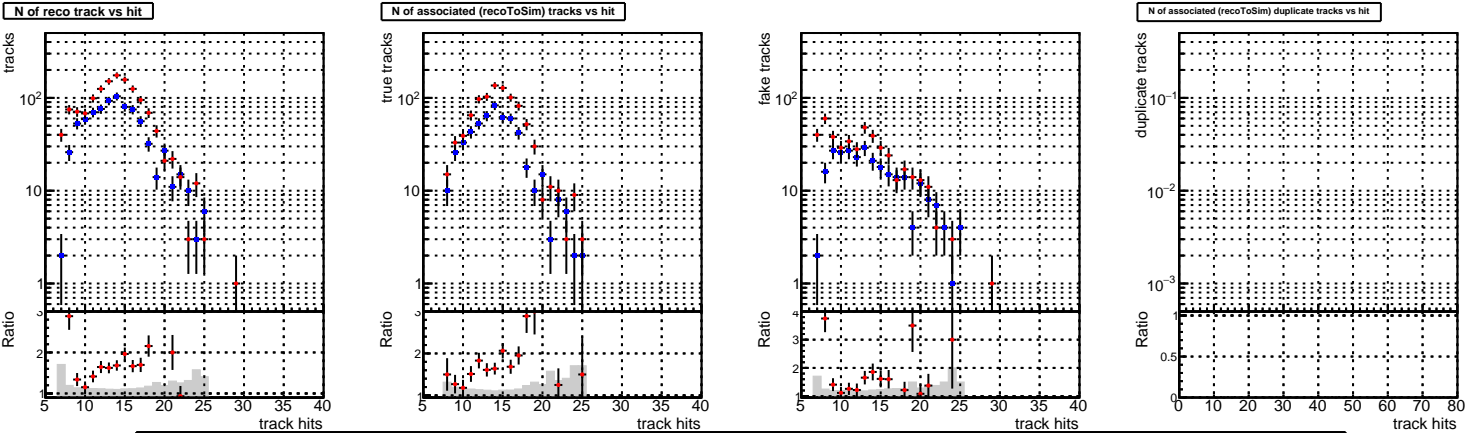 N of reco track vs hit
tracks
10²
10
1
Ratio
3
2
1
5 10 15 20 25 30 35 40
track hits
N of associated (recoToSim) tracks vs hit
true tracks
10²
10
1
Ratio
3
2
1
5 10 15 20 25 30 35 40
track hits
fake tracks
10²
10
1
Ratio
4
3
2
1
5 10 15 20 25 30 35 40
track hits
N of associated (recoToSim) duplicate tracks vs hit
duplicate tracks
10⁻¹
10⁻²
10⁻³
Ratio
1
0.5
0
0 10 20 30 40 50 60 70 80
track hits